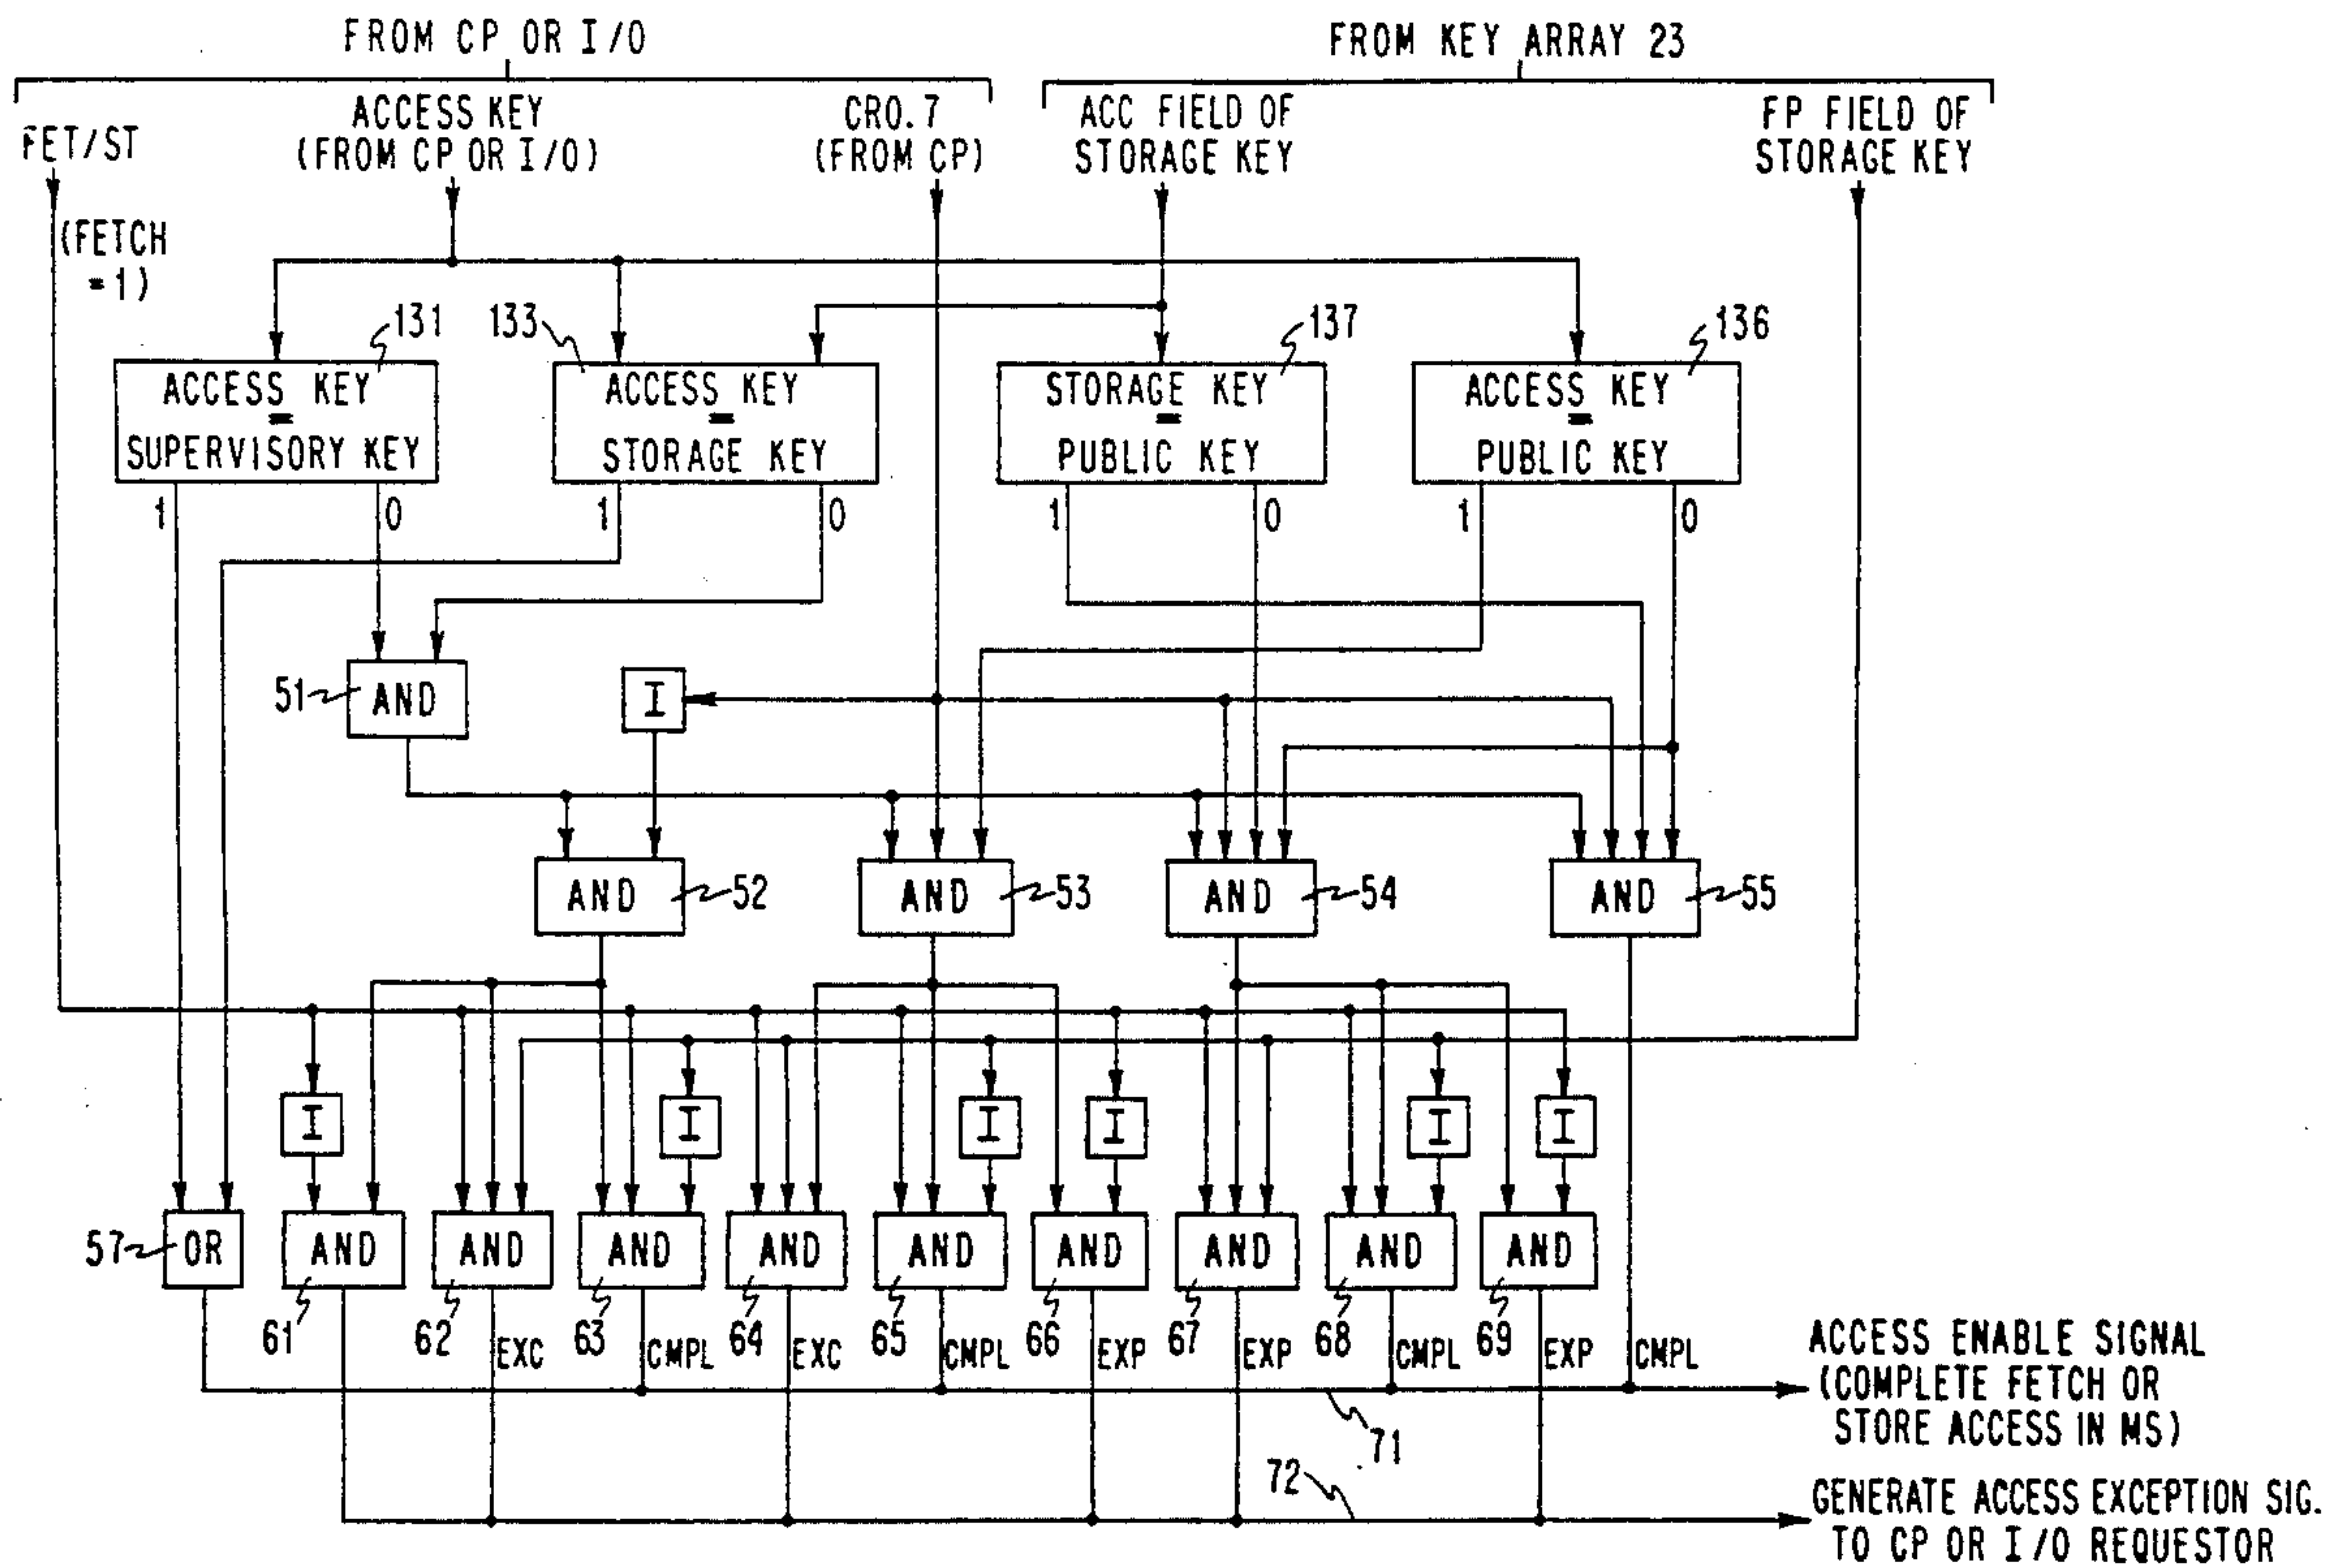 FROM CP OR I/O
FROM KEY ARRAY 23
FET/ST
ACCESS KEY
(FROM CP OR I/O)
CRO.7
(FROM CP)
ACC FIELD OF
STORAGE KEY
FP FIELD OF
STORAGE KEY
(FETCH
=1)
131
133
137
136
ACCESS KEY
=
SUPERVISORY KEY
ACCESS KEY
=
STORAGE KEY
STORAGE KEY
=
PUBLIC KEY
ACCESS KEY
=
PUBLIC KEY
1 0
1 0
1 0
1 0
51 AND
I
AND 52
AND 53
AND 54
AND 55
I I I I I I
57 OR
AND AND AND AND AND AND AND AND AND
61 62 EXC 63 CMPL 64 EXC 65 CMPL 66 EXP 67 EXP 68 CMPL 69 EXP CMPL
ACCESS ENABLE SIGNAL
(COMPLETE FETCH OR
STORE ACCESS IN MS)
71
72
GENERATE ACCESS EXCEPTION SIG.
TO CP OR I/O REQUESTOR